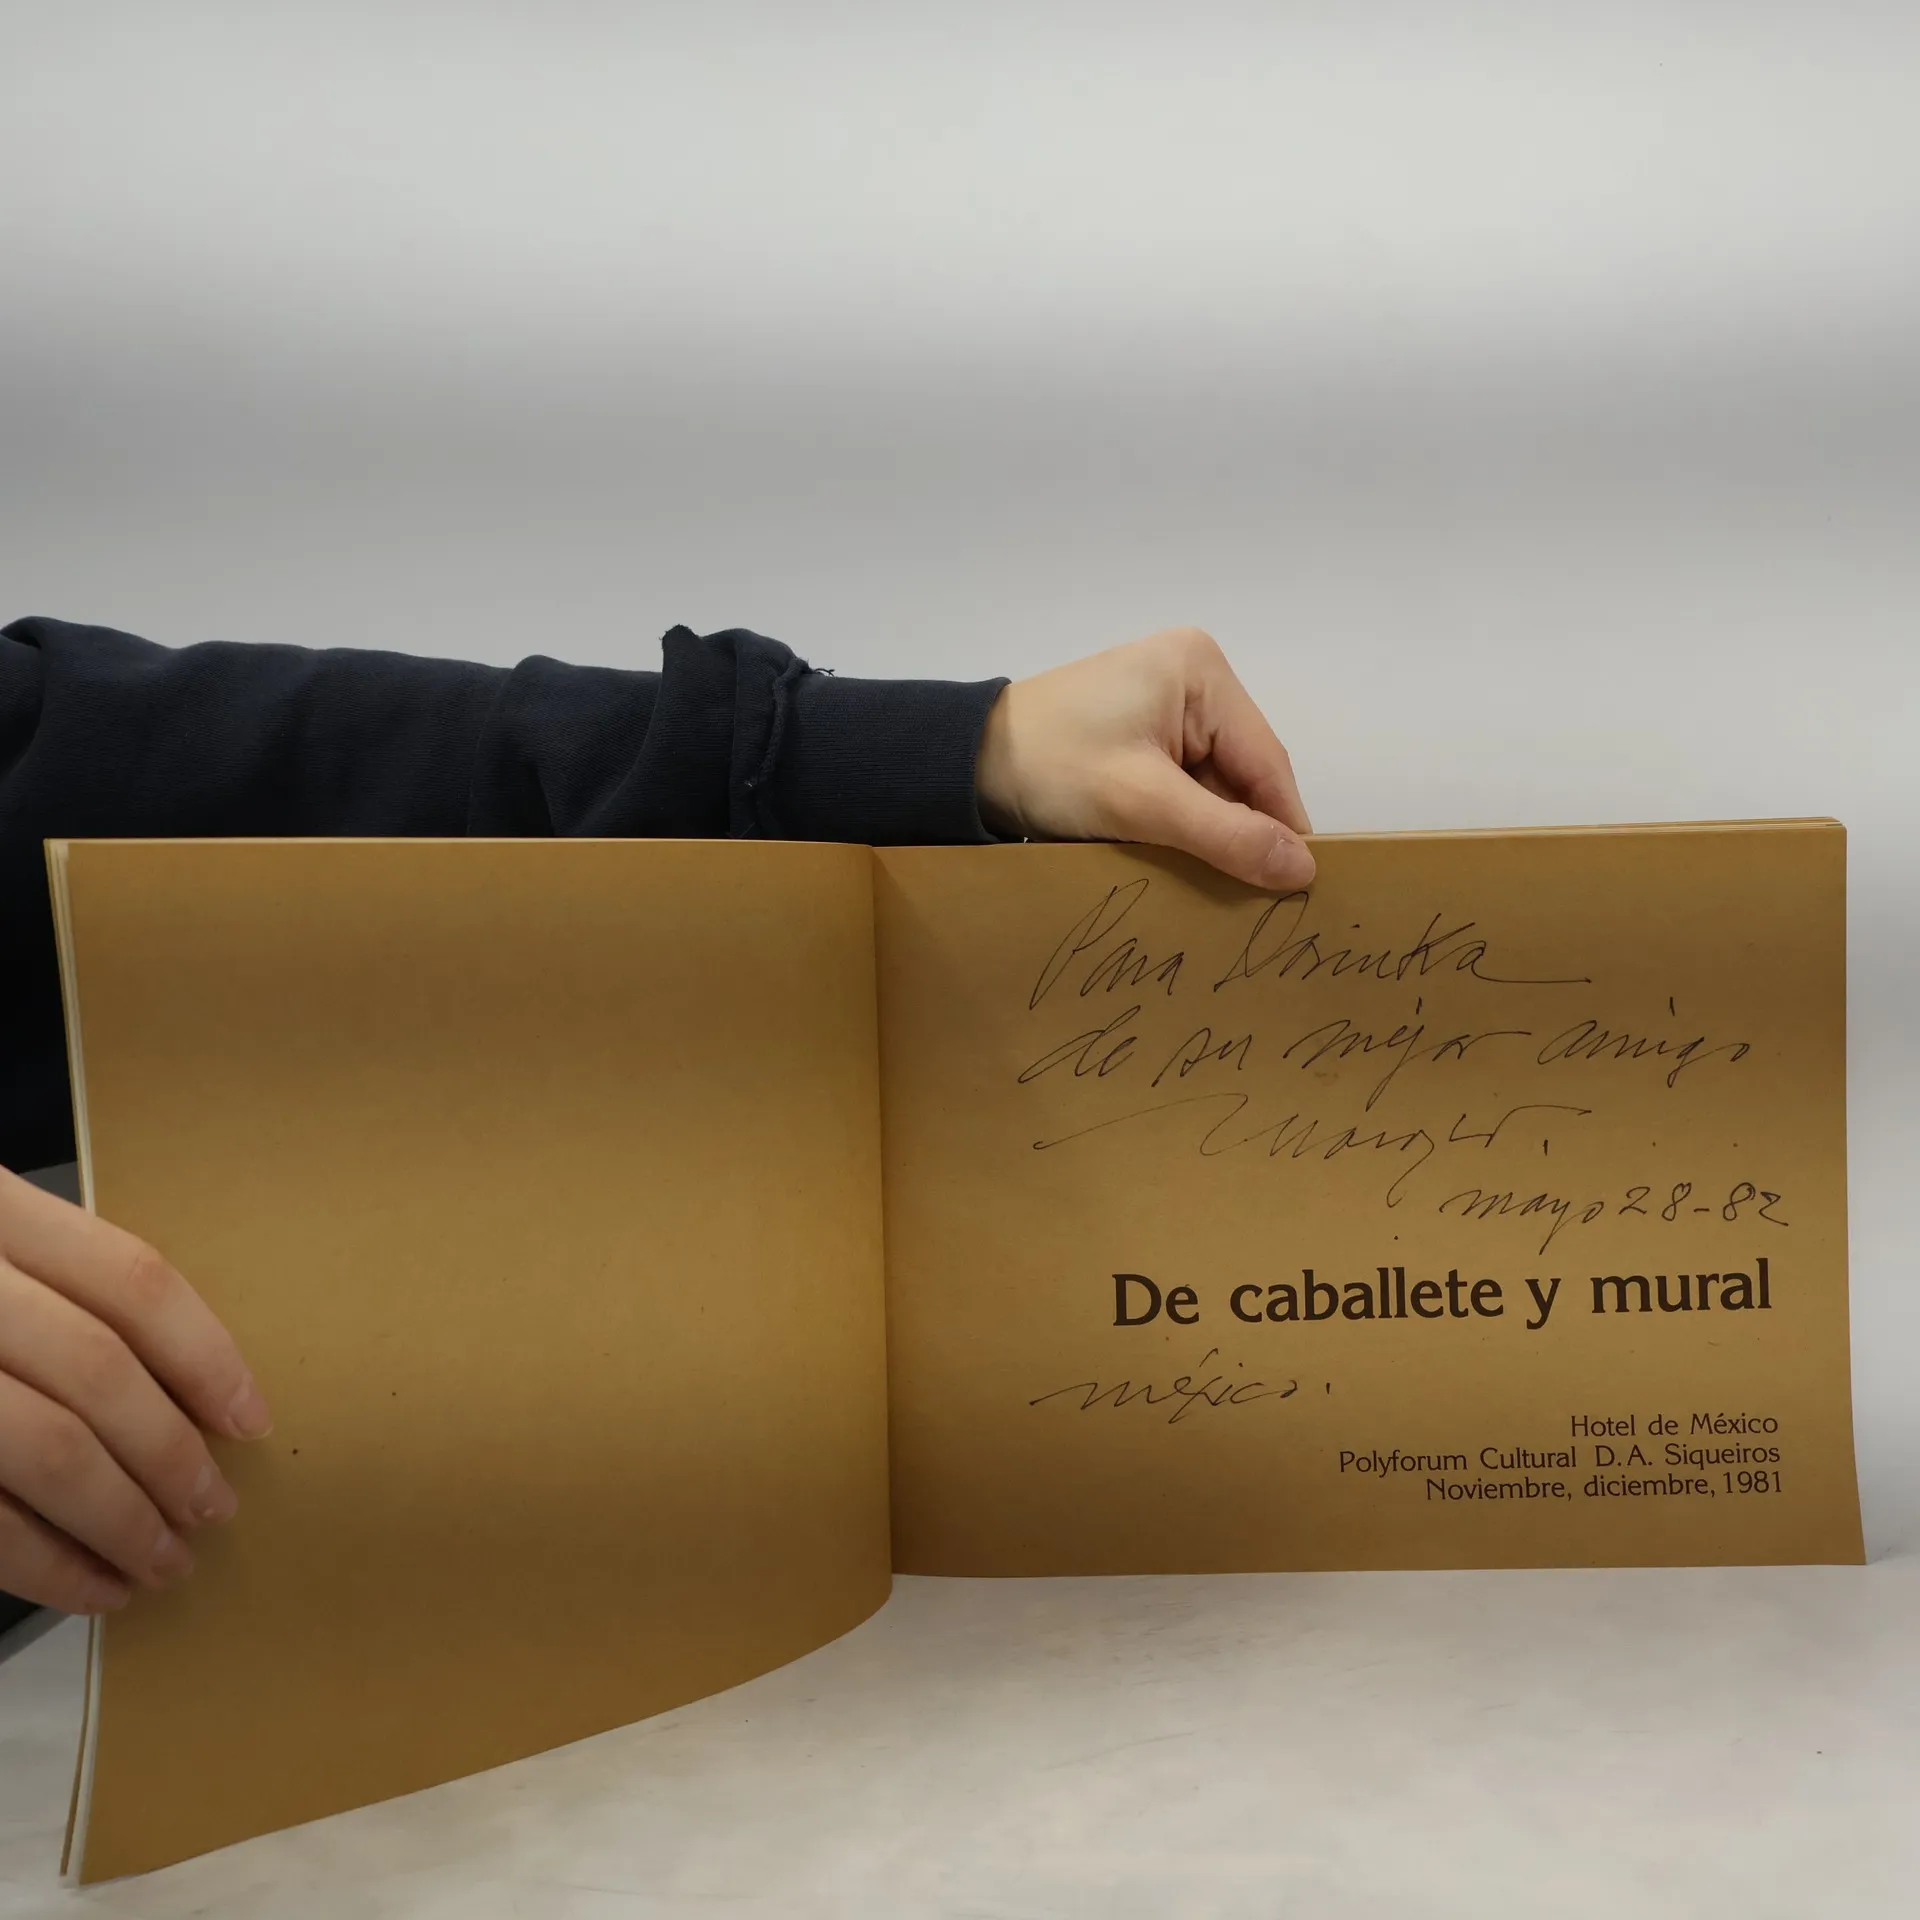 Para Dorinka
de su mejor amigo
mayo 28-82
De caballete y mural
méxico.
Hotel de México
Polyforum Cultural D.A. Siqueiros
Noviembre, diciembre, 1981